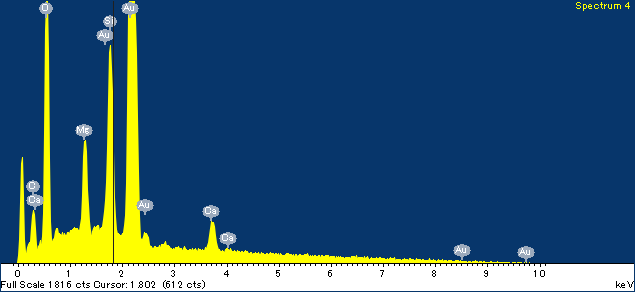 Spectrum 4
O
Au
Si
Au
Mg
C
Ca
Au
Ca
Ca
Au
Au
0 1 2 3 4 5 6 7 8 9 10
Full Scale 1816 cts Cursor: 1.802 (612 cts) keV